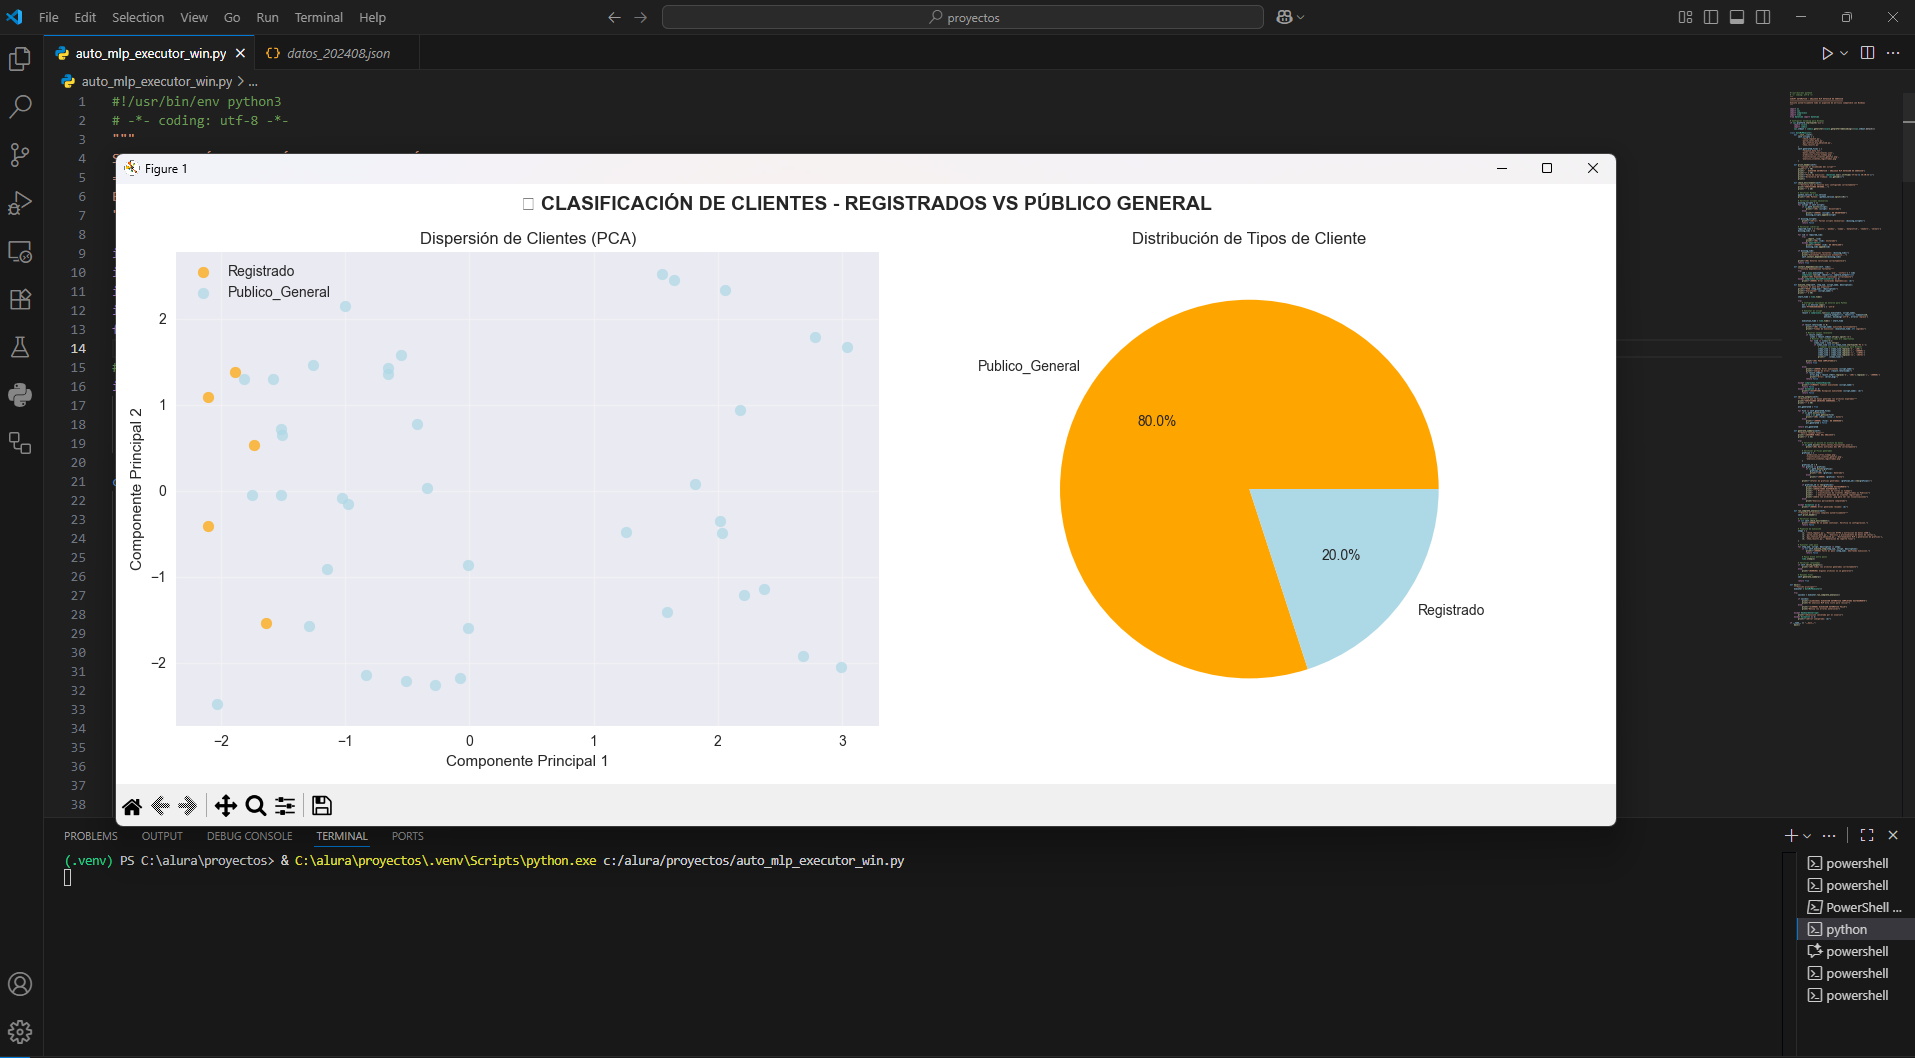 File Edit Selection View Go Run Terminal Help
proyectos
auto_mlp_executor_win.py
datos_202408.json
auto_mlp_executor_win.py > ...
1 #!/usr/bin/env python3
2 # -*- coding: utf-8 -*-
3 """
4
5
6
7
8
9
10
11
12
13
14
15
16
17
18
19
20
21
22
23
24
25
26
27
28
29
30
31
32
33
34
35
36
37
38
Figure 1
CLASIFICACIÓN DE CLIENTES - REGISTRADOS VS PÚBLICO GENERAL
Dispersión de Clientes (PCA)
Registrado
Publico_General
2
1
0
−1
−2
Componente Principal 2
−2 −1 0 1 2 3
Componente Principal 1
Distribución de Tipos de Cliente
Publico_General
80.0%
20.0%
Registrado
PROBLEMS OUTPUT DEBUG CONSOLE TERMINAL PORTS
(.venv) PS C:\alura\proyectos> & C:\alura\proyectos\.venv\Scripts\python.exe c:/alura/proyectos/auto_mlp_executor_win.py
powershell
powershell
PowerShell ...
python
powershell
powershell
powershell